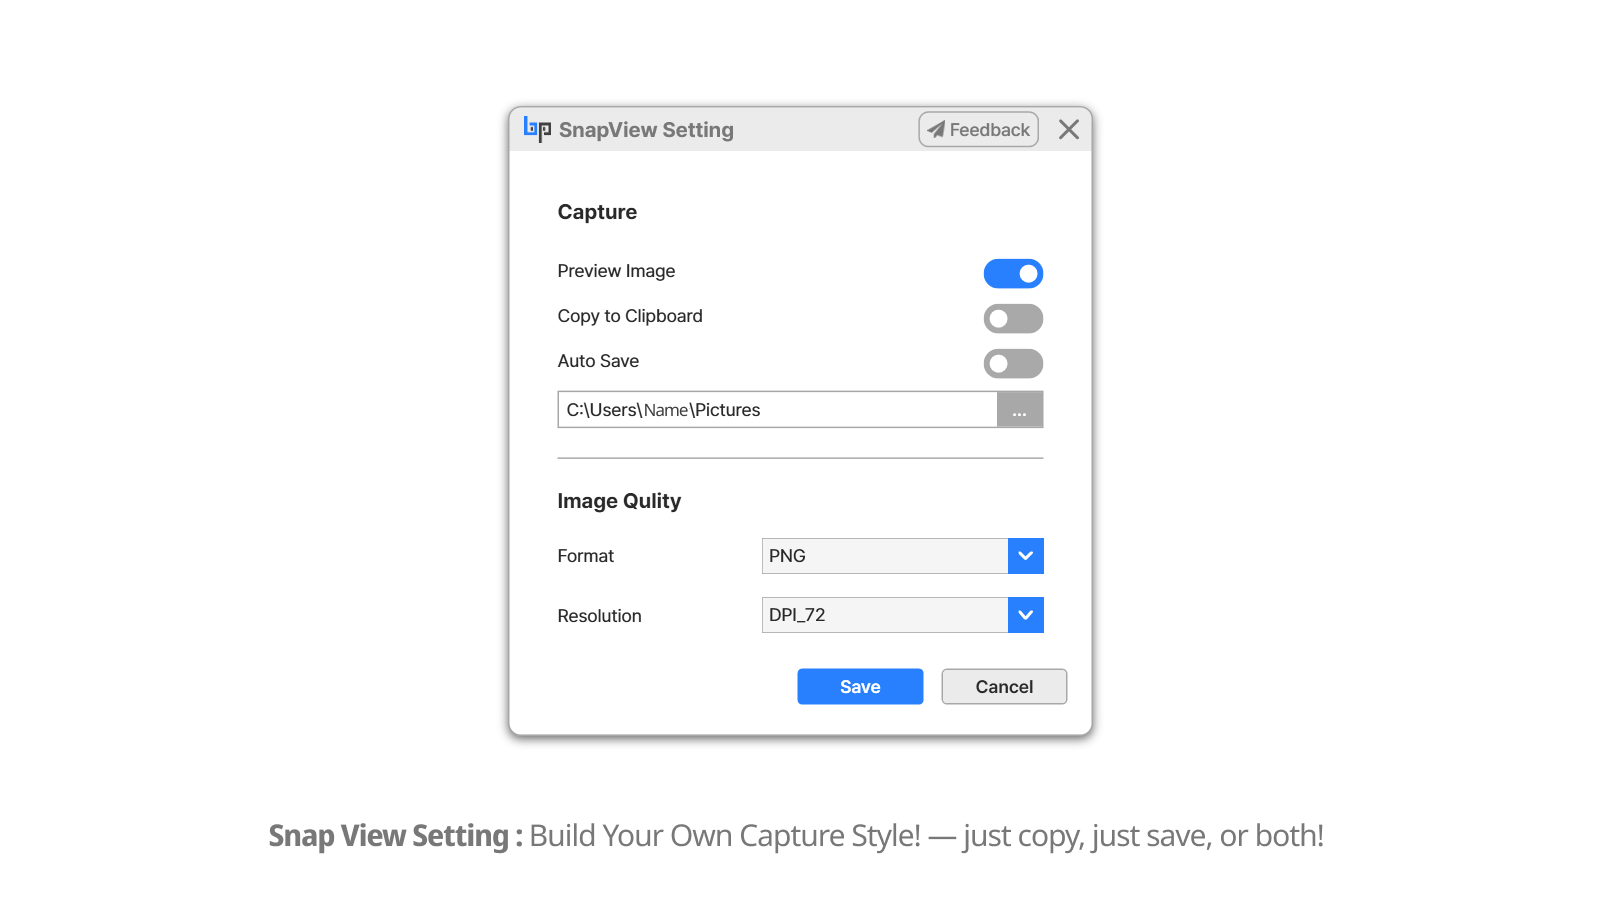 bp SnapView Setting Feedback
Capture
Preview Image
Copy to Clipboard
Auto Save
C:\Users\Name\Pictures ...
Image Qulity
Format PNG
Resolution DPI_72
Save Cancel
Snap View Setting : Build Your Own Capture Style! — just copy, just save, or both!